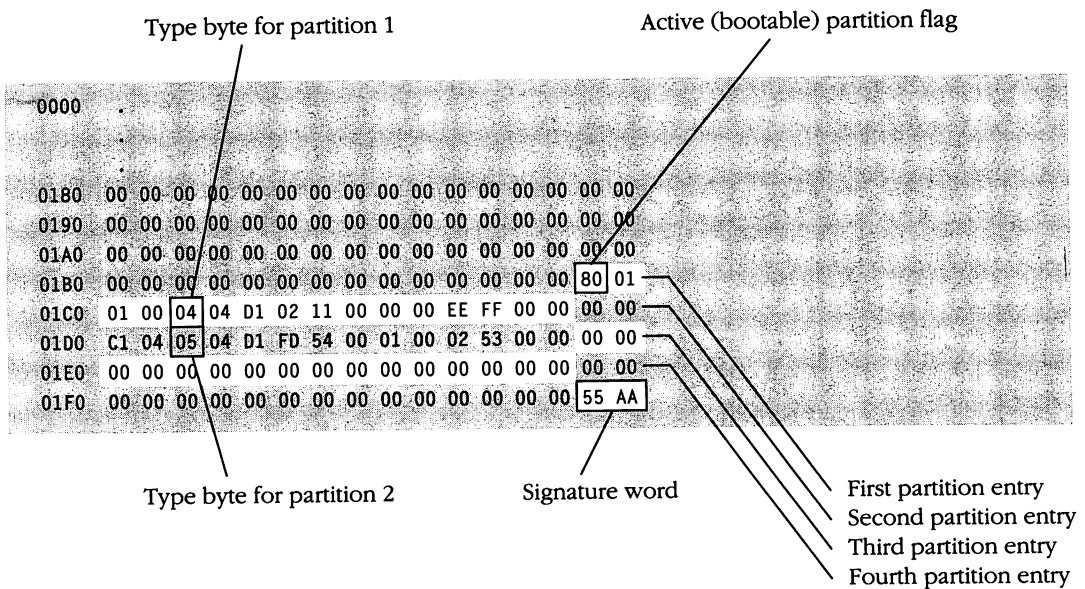 Type byte for partition 1
Active (bootable) partition flag
0000 .
.
.
0180 00 00 00 00 00 00 00 00 00 00 00 00 00 00 00 00
0190 00 00 00 00 00 00 00 00 00 00 00 00 00 00 00 00
01A0 00 00 00 00 00 00 00 00 00 00 00 00 00 00 00 00
01B0 00 00 00 00 00 00 00 00 00 00 00 00 00 00 80 01
01C0 01 00 04 04 D1 02 11 00 00 00 EE FF 00 00 00 00
01D0 C1 04 05 04 D1 FD 54 00 01 00 02 53 00 00 00 00
01E0 00 00 00 00 00 00 00 00 00 00 00 00 00 00 00 00
01F0 00 00 00 00 00 00 00 00 00 00 00 00 00 00 55 AA
Type byte for partition 2
Signature word
First partition entry
Second partition entry
Third partition entry
Fourth partition entry